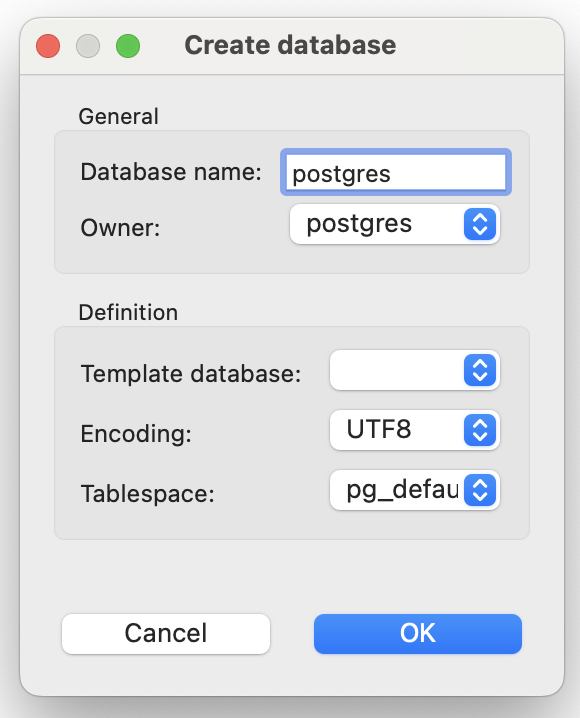 Create database
General
Database name: postgres
Owner: postgres
Definition
Template database:
Encoding: UTF8
Tablespace: pg_defau
Cancel OK